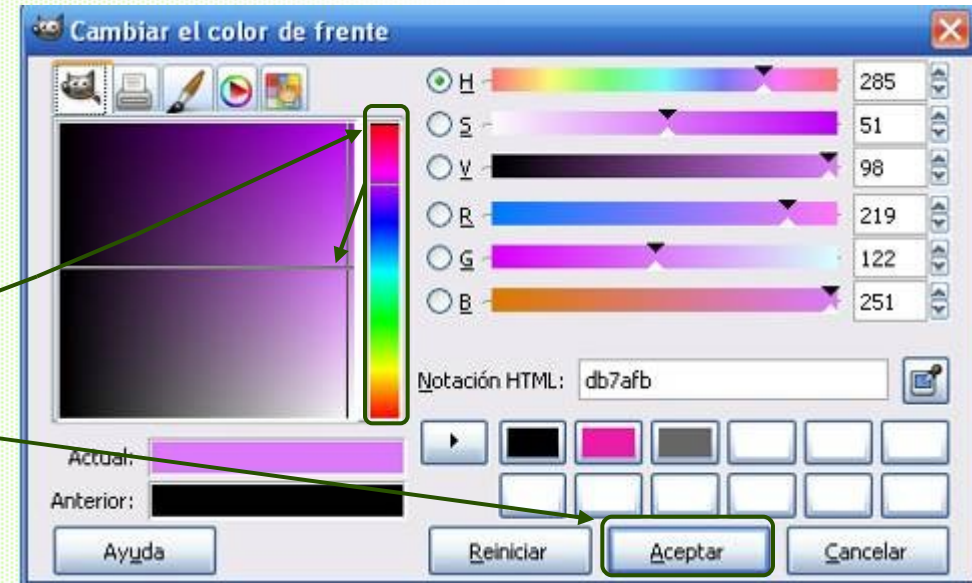 Cambiar el color de frente
H 285
S 51
V 98
R 219
G 122
B 251
Notación HTML: db7afb
Actual:
Anterior:
Ayuda
Reiniciar
Aceptar
Cancelar